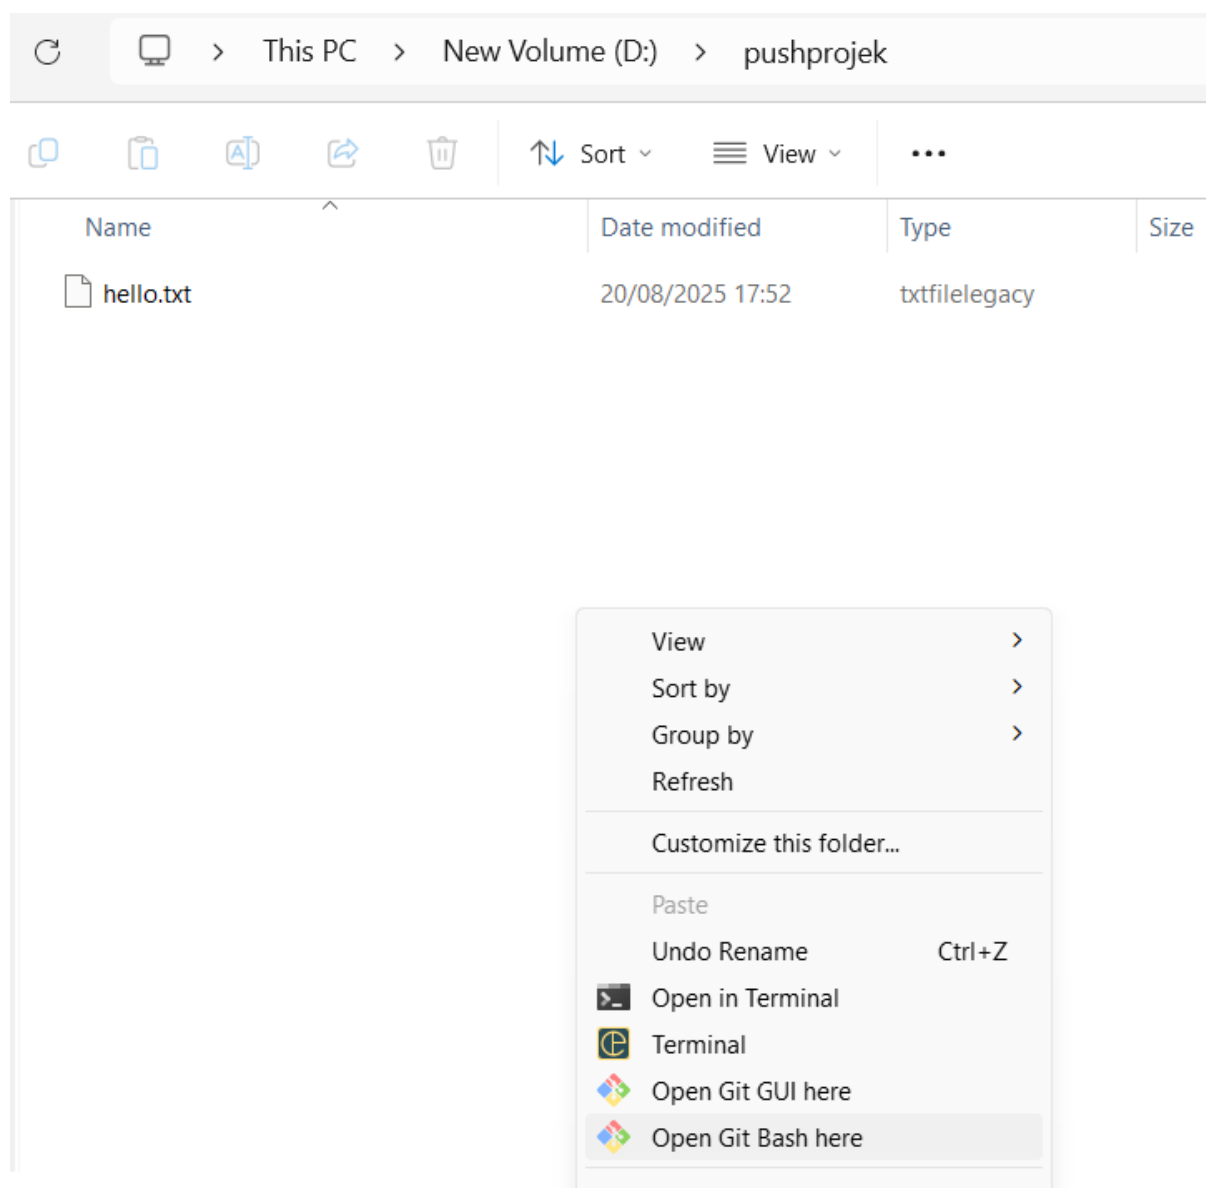 This PC > New Volume (D:) > pushprojek
Sort View
Name Date modified Type Size
hello.txt 20/08/2025 17:52 txtfilelegacy
View
Sort by
Group by
Refresh
Customize this folder...
Paste
Undo Rename Ctrl+Z
Open in Terminal
Terminal
Open Git GUI here
Open Git Bash here